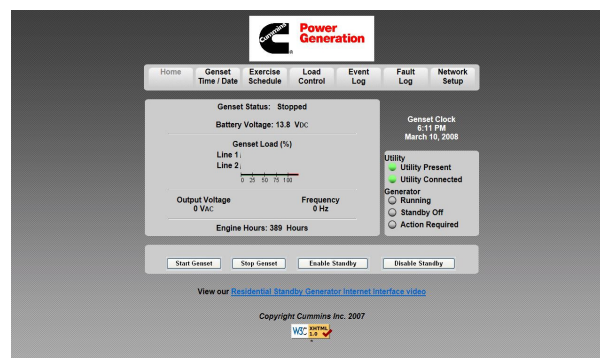 Cummins
Power
Generation
Home
Genset
Time / Date
Exercise
Schedule
Load
Control
Event
Log
Fault
Log
Network
Setup
Genset Status: Stopped
Battery Voltage: 13.8 VDC
Genset Load (%)
Line 1
Line 2
0 25 50 75 100
Output Voltage
0 VAC
Frequency
0 Hz
Engine Hours: 389 Hours
Genset Clock
6:11 PM
March 10, 2008
Utility
Utility Present
Utility Connected
Generator
Running
Standby Off
Action Required
Start Genset
Stop Genset
Enable Standby
Disable Standby
View our Residential Standby Generator Internet Interface video
Copyright Cummins Inc. 2007
W3C XHTML
1.0